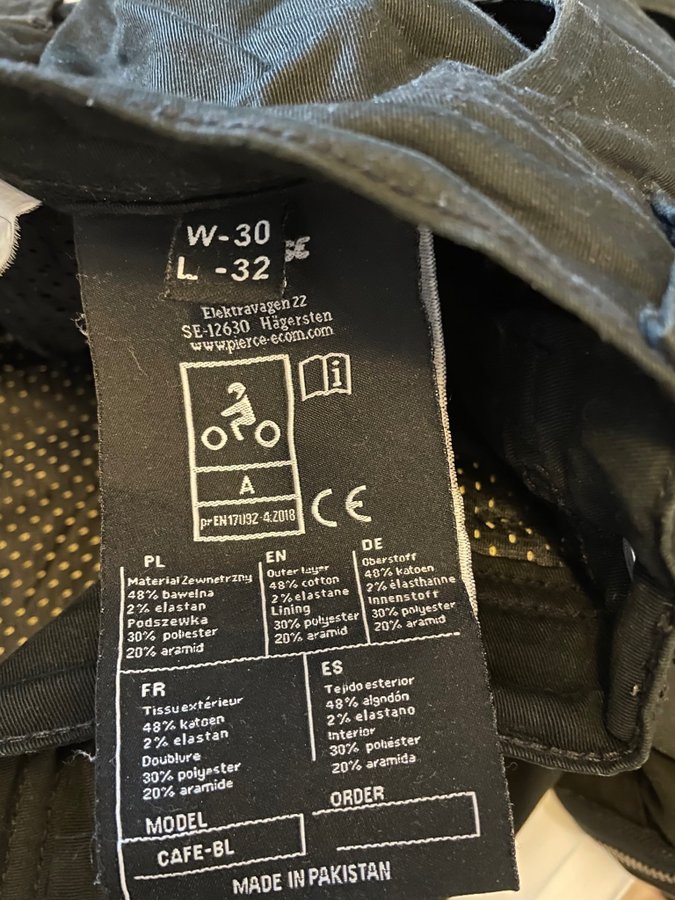 W-30
L -32
Elektravägen 22
SE-12630 Hägersten
www.pierce-ecom.com
i
A
prEN17092-4:2018
CE
PL
Materiał Zewnetrzny
48% bawelna
2% elastan
Podszewka
30% poliester
20% aramid
EN
Outer layer
48% cotton
2% elastane
Lining
30% polyester
20% aramid
DE
Oberstoff
48% katoen
2% elasthanne
Innenstoff
30% polyester
20% aramid
FR
Tissu extérieur
48% katoen
2% elastan
Doublure
30% polyester
20% aramide
ES
Tejido esterior
48% algodón
2% elastano
Interior
30% poliéster
20% aramida
MODEL
CAFE-BL
ORDER
MADE IN PAKISTAN